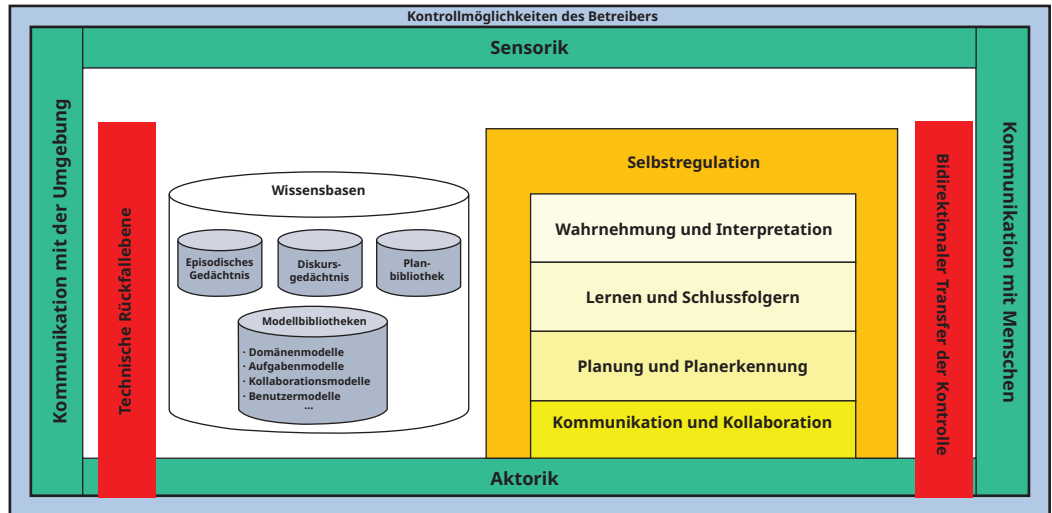 Kontrollmöglichkeiten des Betreibers
Sensorik
Kommunikation mit der Umgebung
Technische Rückfallebene
Wissensbasen
Episodisches
Gedächtnis
Diskurs-
gedächtnis
Plan-
bibliothek
Modellbibliotheken
· Domänenmodelle
· Aufgabenmodelle
· Kollaborationsmodelle
· Benutzermodelle
...
Selbstregulation
Wahrnehmung und Interpretation
Lernen und Schlussfolgern
Planung und Planerkennung
Kommunikation und Kollaboration
Bidirektionaler Transfer der Kontrolle
Kommunikation mit Menschen
Aktorik